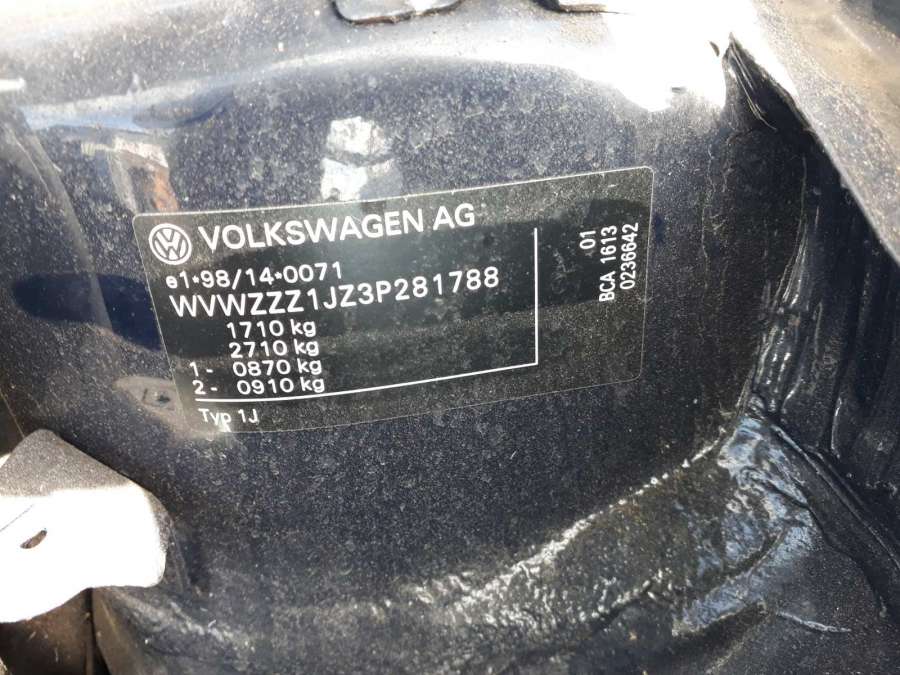 VOLKSWAGEN AG
e1*98/14*0071
WVWZZZ1JZ3P281788
1710 kg
2710 kg
1- 0870 kg
2- 0910 kg
Typ 1J
01
BCA 1613
0236642